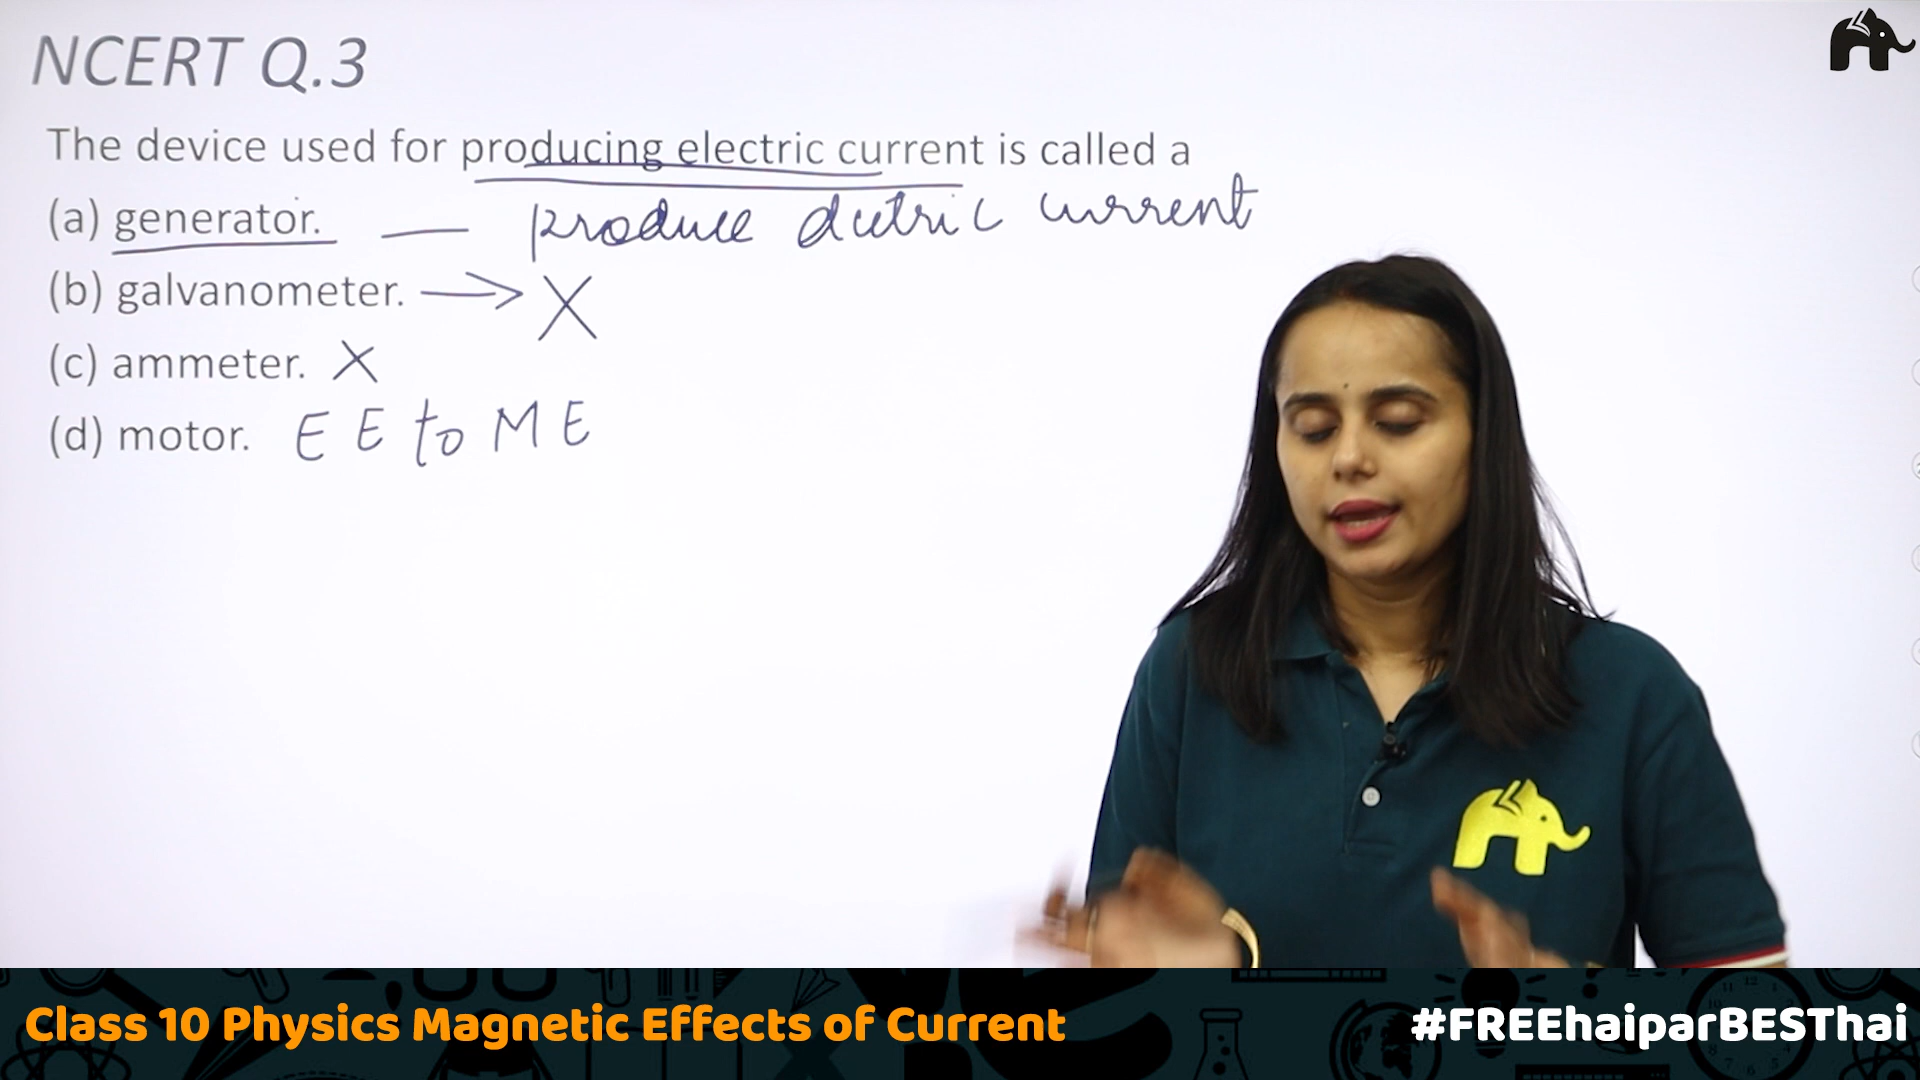 NCERT Q.3
The device used for producing electric current is called a
(a) generator. — produce electric current
(b) galvanometer. → X
(c) ammeter. X
(d) motor. E E to M E
Class 10 Physics Magnetic Effects of Current
#FREEhaiparBESThai